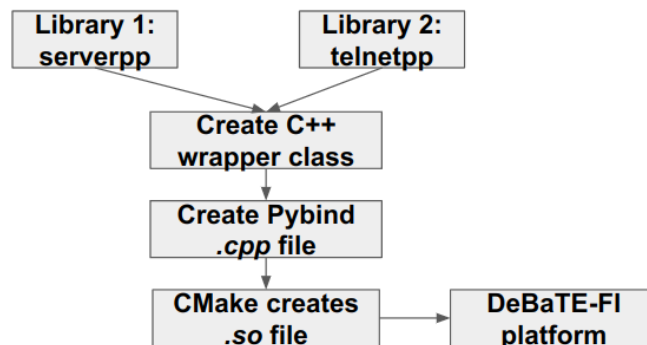 Library 1:
serverpp
Library 2:
telnetpp
Create C++
wrapper class
Create Pybind
.cpp file
CMake creates
.so file
DeBaTE-FI
platform